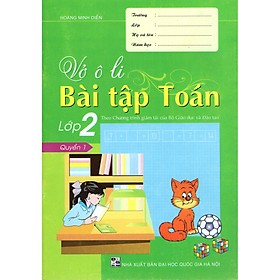 HOÀNG MINH DIỄN
Trường:
Lớp:
Họ và tên:
Năm học:
Vở ô li
Bài tập Toán
Lớp 2
Theo Chương trình giảm tải của Bộ Giáo dục và Đào tạo
Quyển 1
NHÀ XUẤT BẢN ĐẠI HỌC QUỐC GIA HÀ NỘI